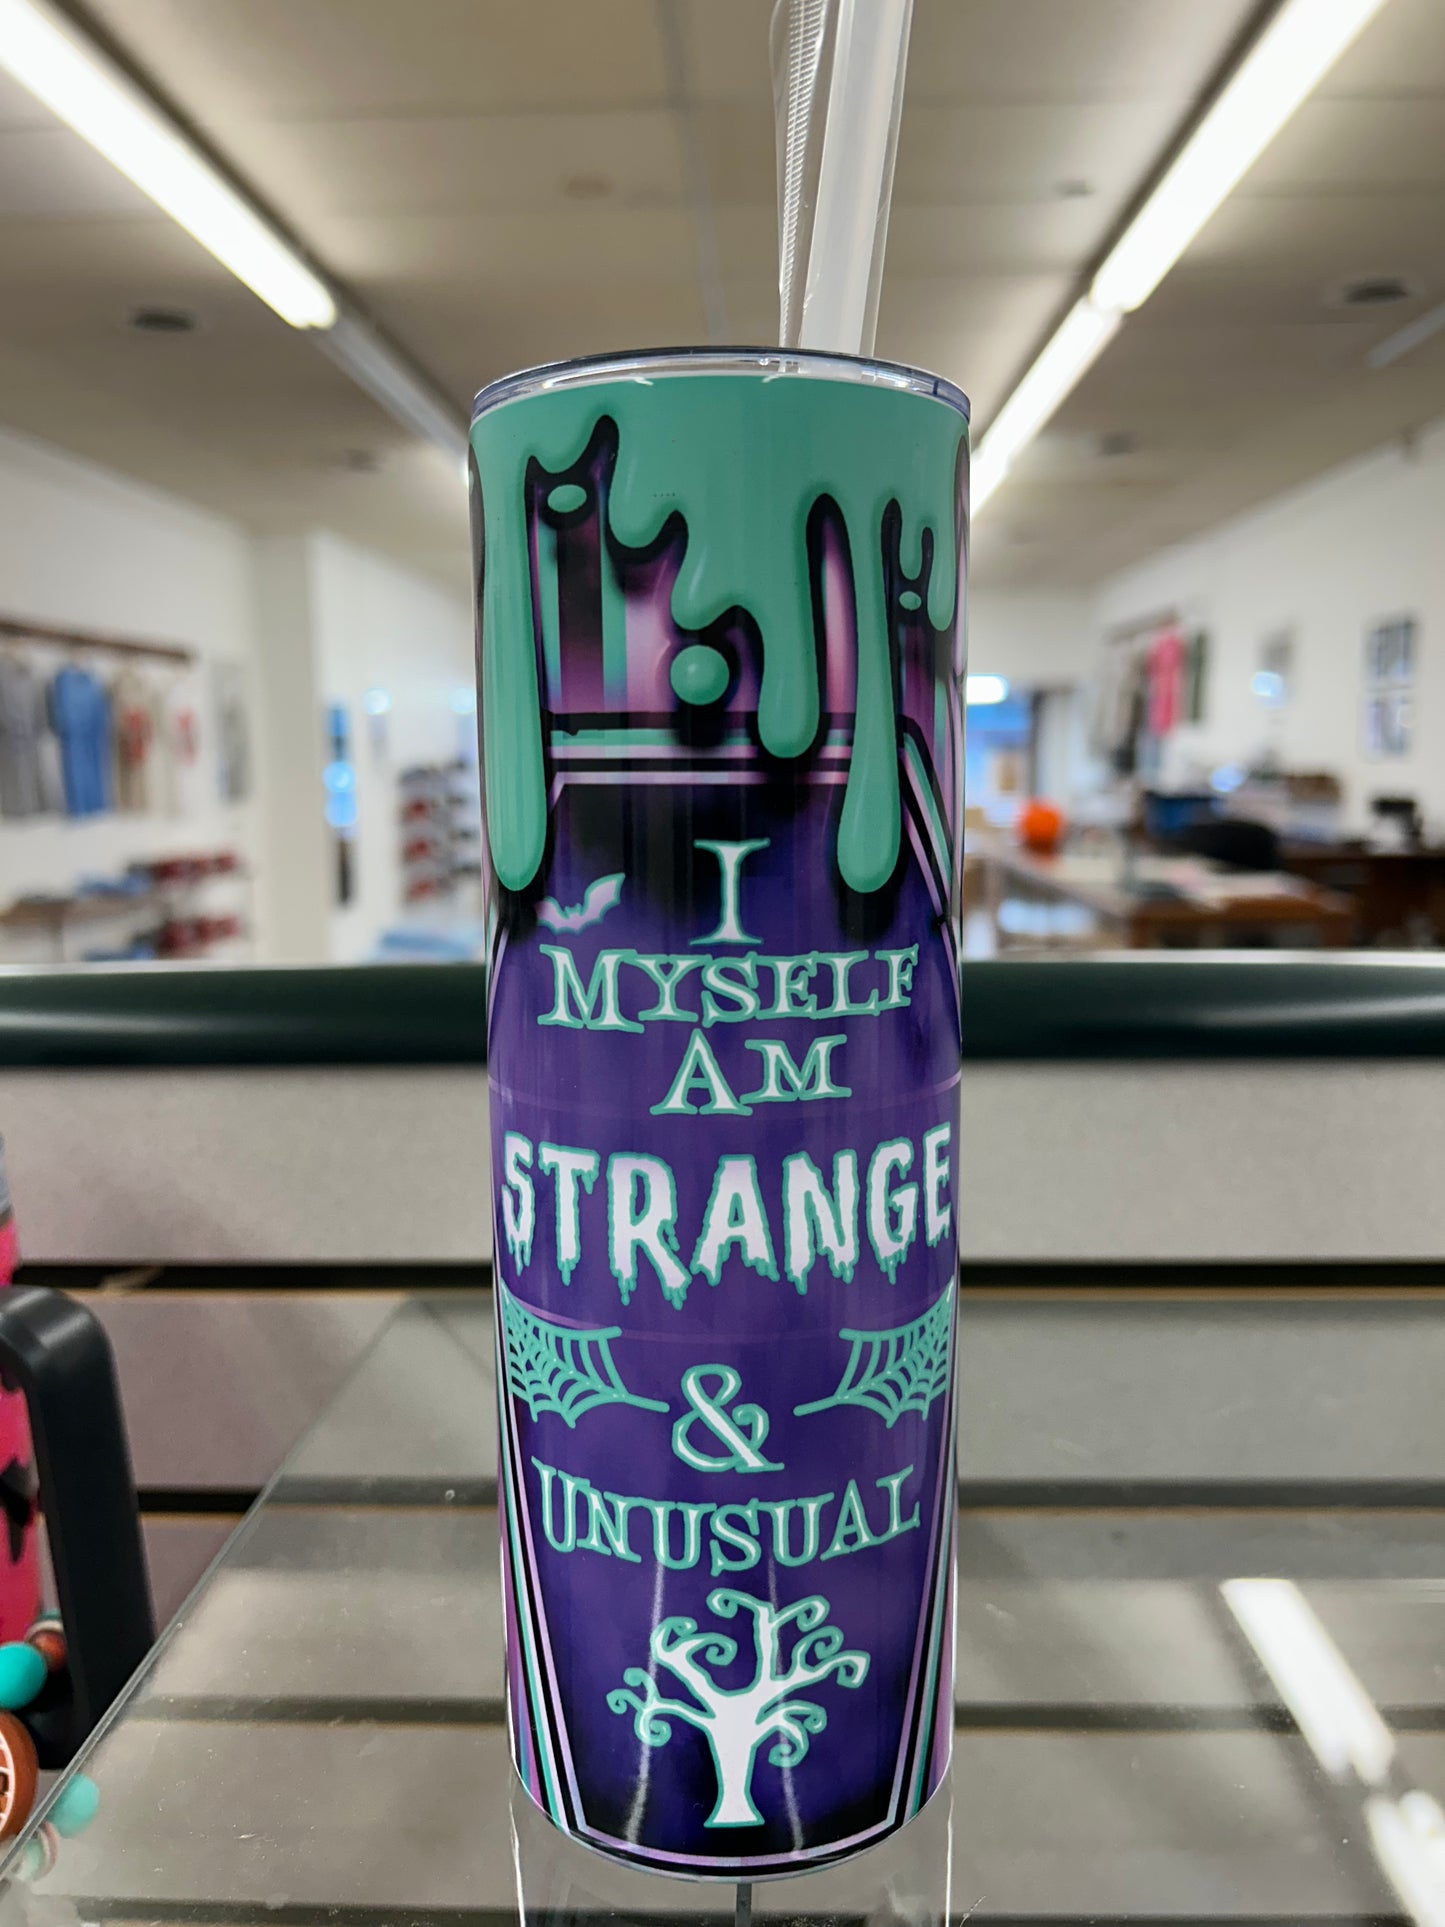 I
MYSELF
AM
STRANGE
&
UNUSUAL